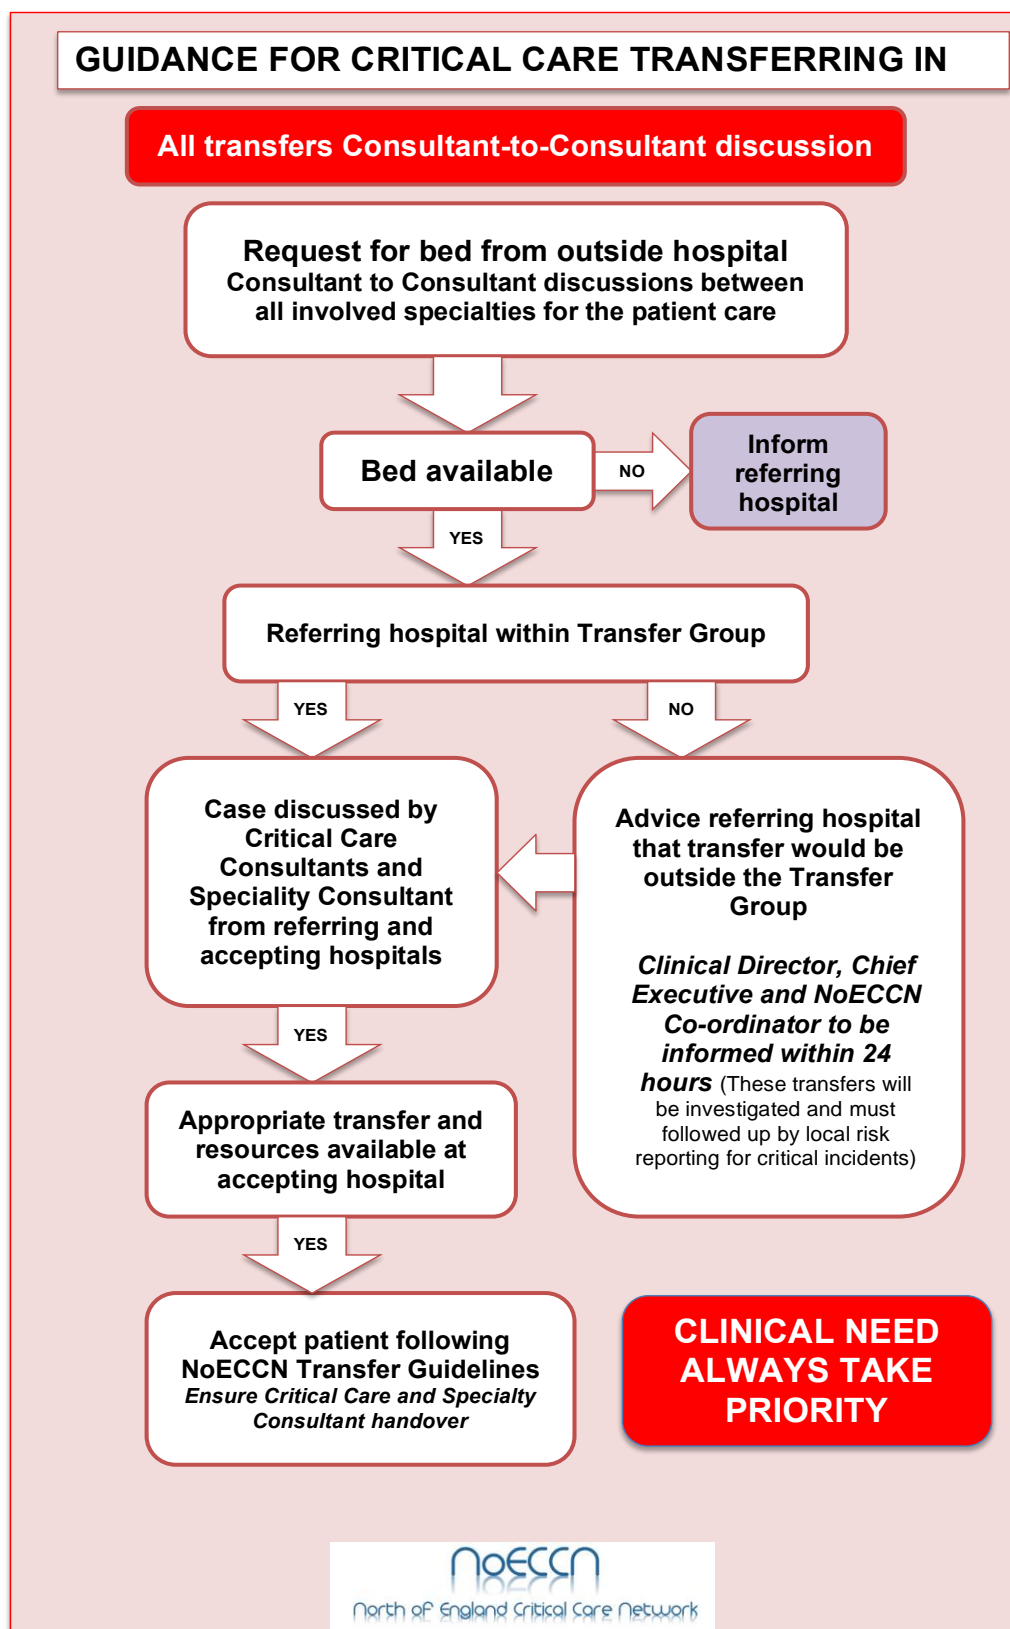 GUIDANCE FOR CRITICAL CARE TRANSFERRING IN
All transfers Consultant-to-Consultant discussion
Request for bed from outside hospital
Consultant to Consultant discussions between
all involved specialties for the patient care
Bed available
NO
Inform
referring
hospital
YES
Referring hospital within Transfer Group
YES
NO
Case discussed by
Critical Care
Consultants and
Speciality Consultant
from referring and
accepting hospitals
Advice referring hospital
that transfer would be
outside the Transfer
Group
Clinical Director, Chief
Executive and NoECCN
Co-ordinator to be
informed within 24
hours (These transfers will
be investigated and must
followed up by local risk
reporting for critical incidents)
YES
Appropriate transfer and
resources available at
accepting hospital
YES
Accept patient following
NoECCN Transfer Guidelines
Ensure Critical Care and Specialty
Consultant handover
CLINICAL NEED
ALWAYS TAKE
PRIORITY
NoECCN
North of England Critical Care Network